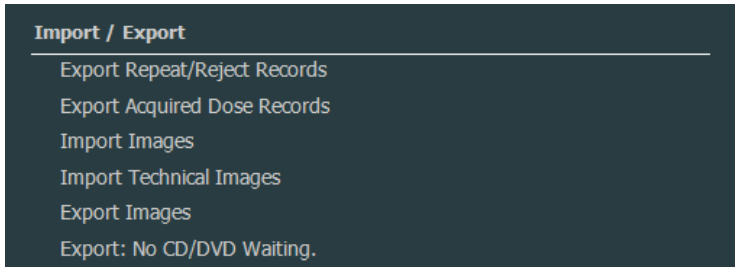 Import / Export
Export Repeat/Reject Records
Export Acquired Dose Records
Import Images
Import Technical Images
Export Images
Export: No CD/DVD Waiting.